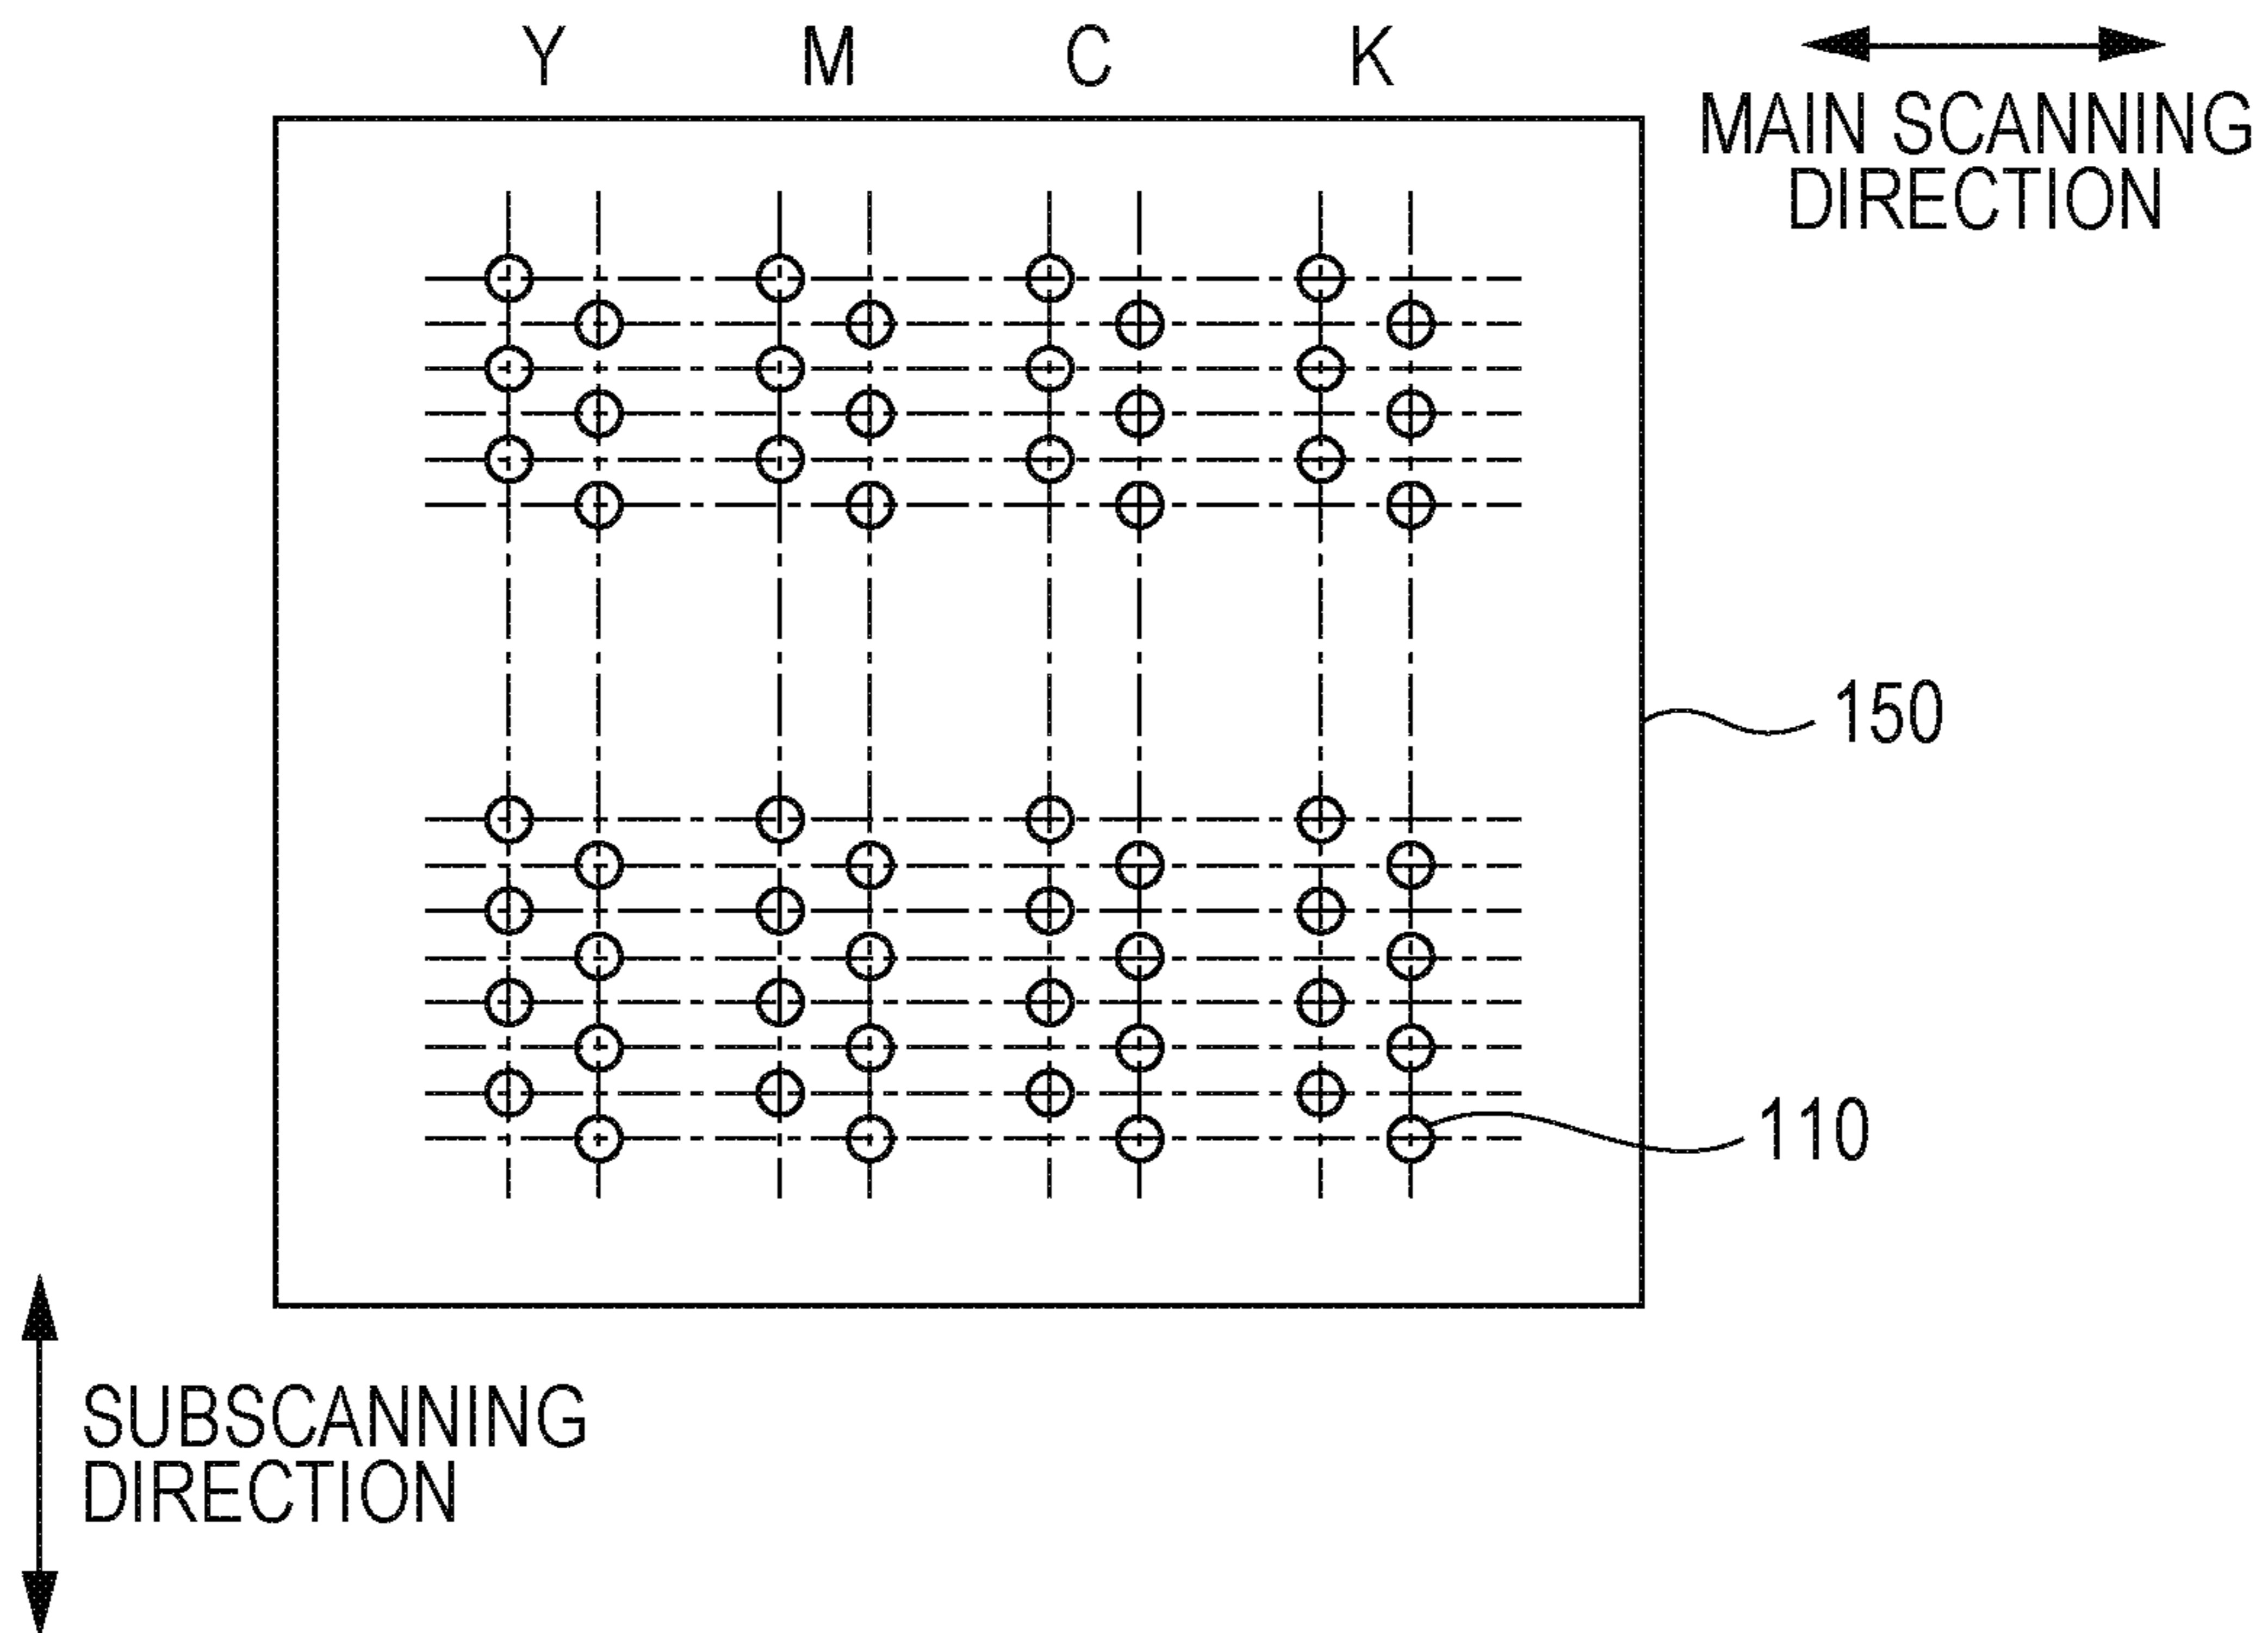 Y M C K
MAIN SCANNING
DIRECTION
150
110
SUBSCANNING
DIRECTION